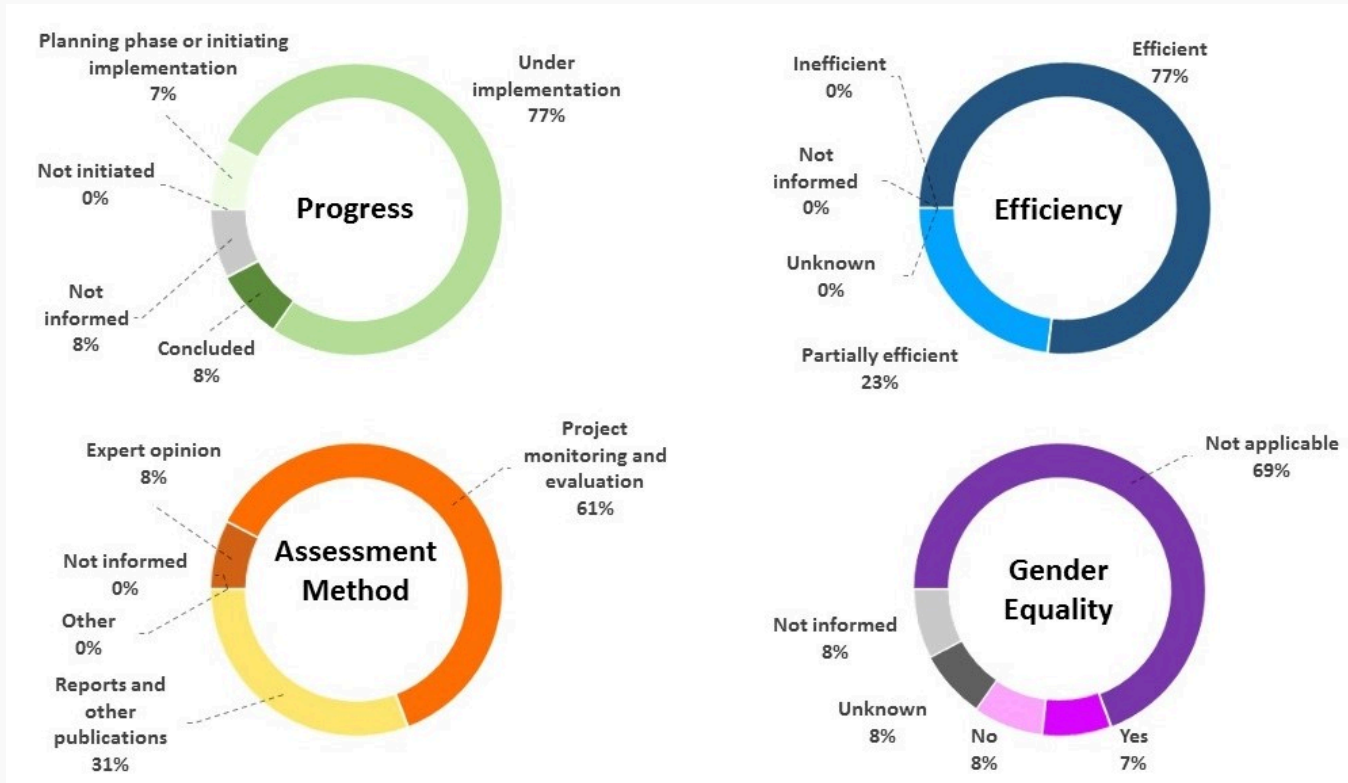 Planning phase or initiating
implementation
7%
Under
implementation
77%
Not initiated
0%
Progress
Not
informed
8%
Concluded
8%
Inefficient
0%
Efficient
77%
Not
informed
0%
Efficiency
Unknown
0%
Partially efficient
23%
Expert opinion
8%
Project
monitoring and
evaluation
61%
Not informed
0%
Assessment
Method
Other
0%
Reports and
other
publications
31%
Not applicable
69%
Gender
Equality
Not informed
8%
Unknown
8%
No
8%
Yes
7%